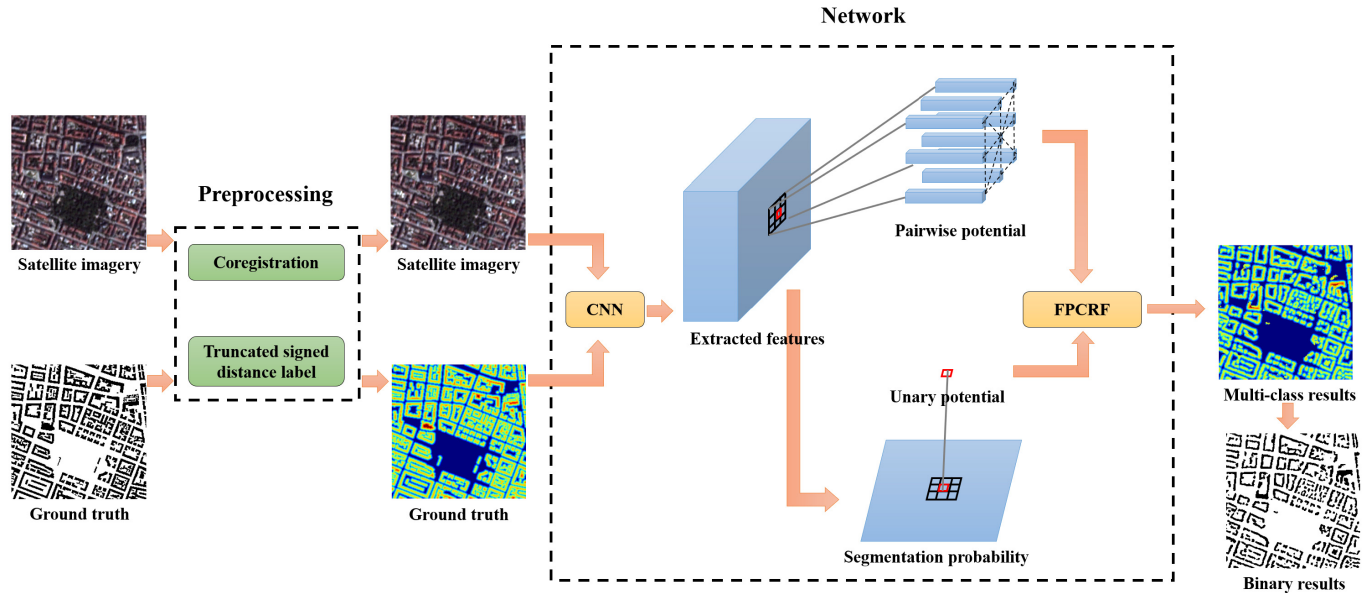 Network
Preprocessing
Satellite imagery
Coregistration
Satellite imagery
Truncated signed
distance label
Ground truth
Ground truth
CNN
Extracted features
Pairwise potential
Unary potential
Segmentation probability
FPCRF
Multi-class results
Binary results